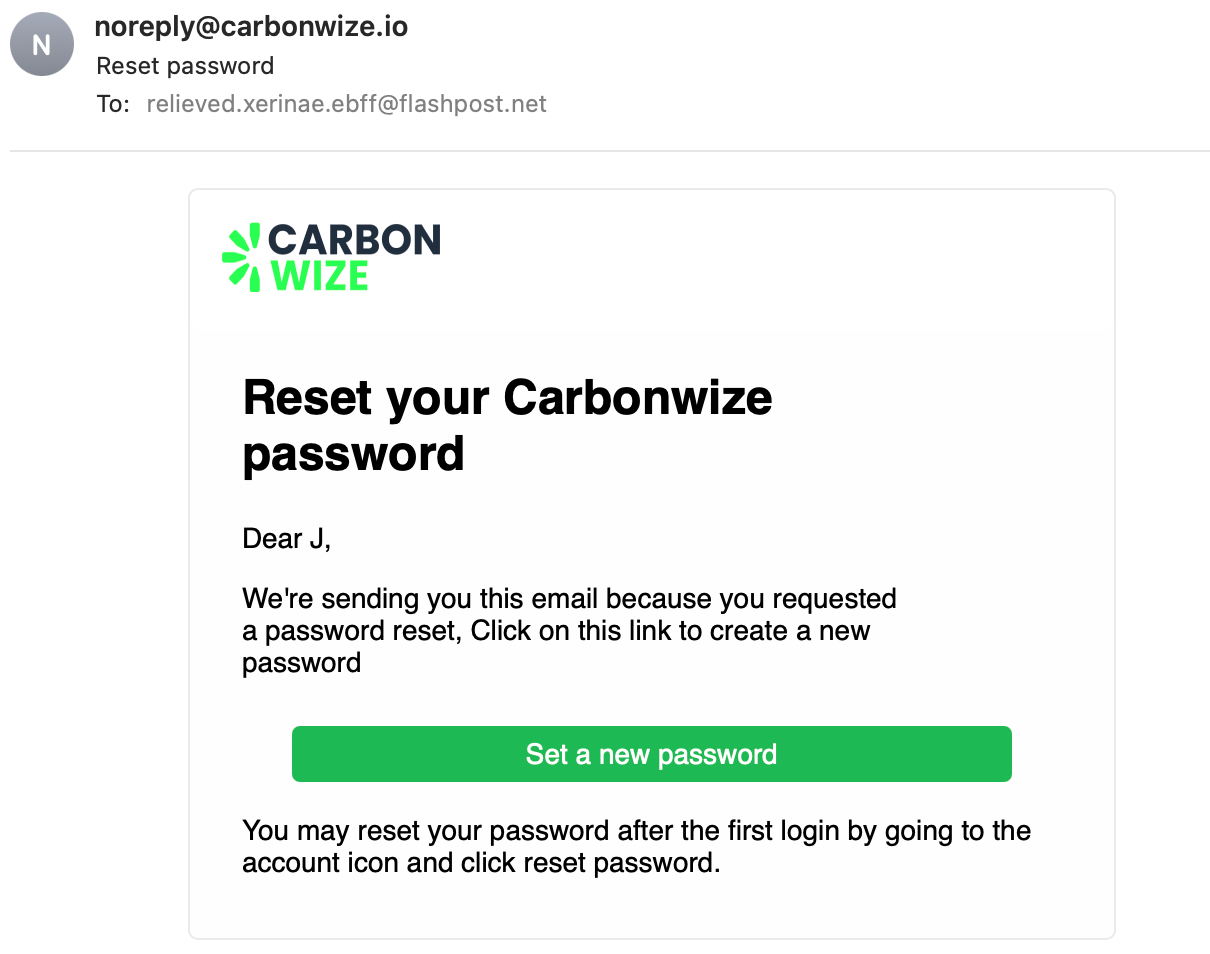 N
noreply@carbonwize.io
Reset password
To: relieved.xerinae.ebff@flashpost.net
CARBON
WIZE
Reset your Carbonwize
password
Dear J,
We're sending you this email because you requested
a password reset, Click on this link to create a new
password
Set a new password
You may reset your password after the first login by going to the
account icon and click reset password.